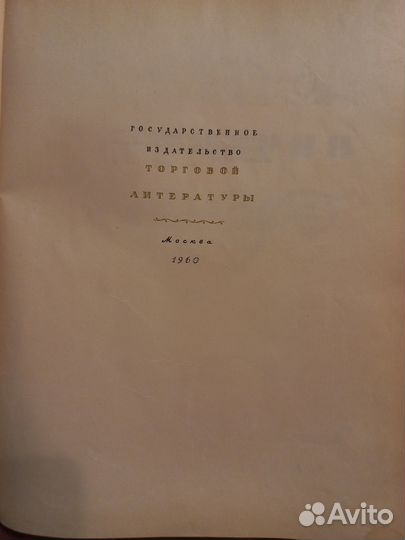 ГОСУДАРСТВЕННОЕ
ИЗДАТЕЛЬСТВО
ТОРГОВОЙ
ЛИТЕРАТУРЫ
Москва
1960
Avito